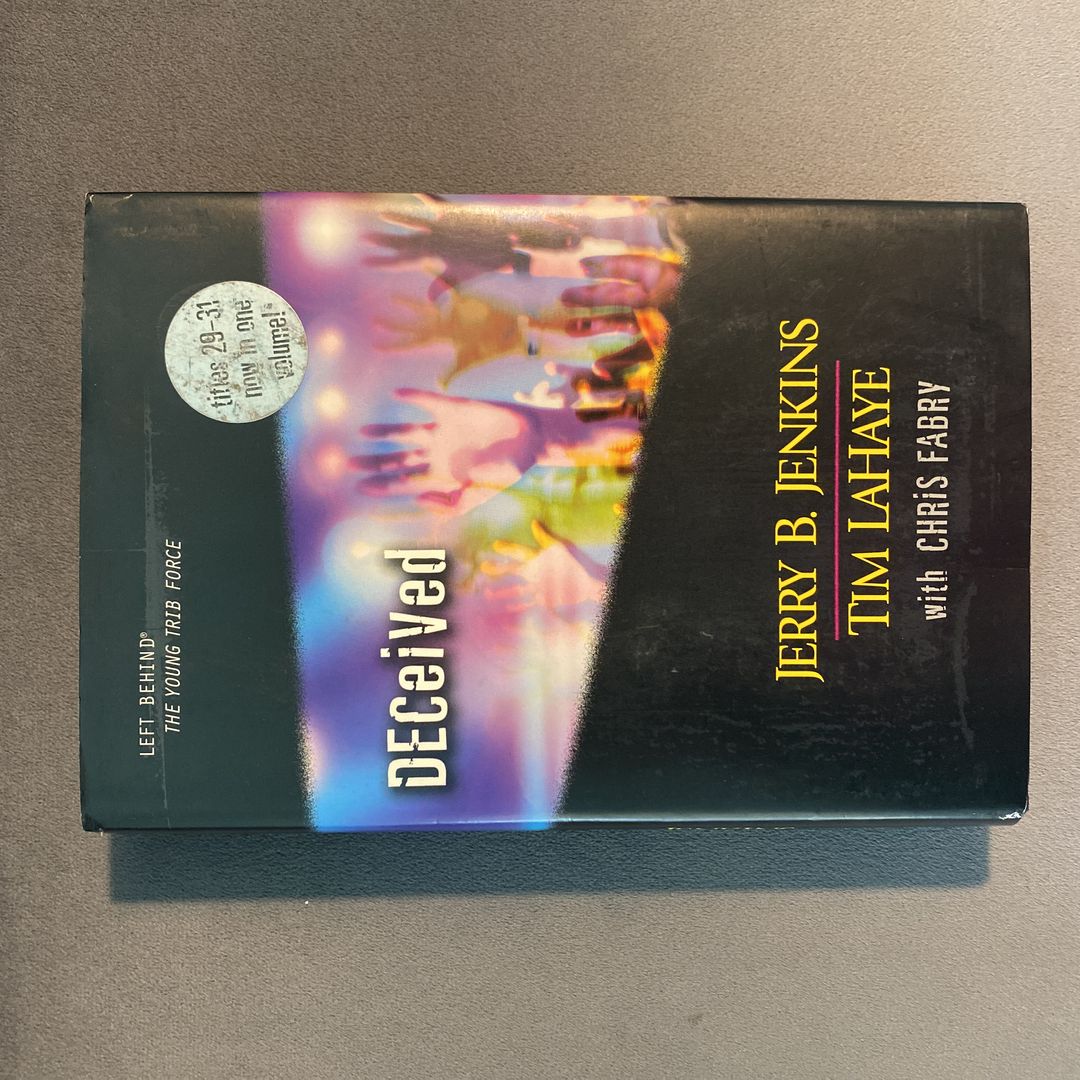 LEFT BEHIND®
THE YOUNG TRIB FORCE
titles 29-31
now in one
volume!
DECeiVed
JERRY B. JENKINS
TIM LAHAYE
with CHRiS FABRY